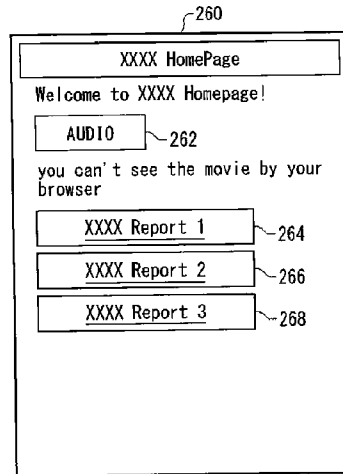 260
XXXX HomePage
Welcome to XXXX Homepage!
AUDIO
262
you can't see the movie by your
browser
XXXX Report 1
264
XXXX Report 2
266
XXXX Report 3
268